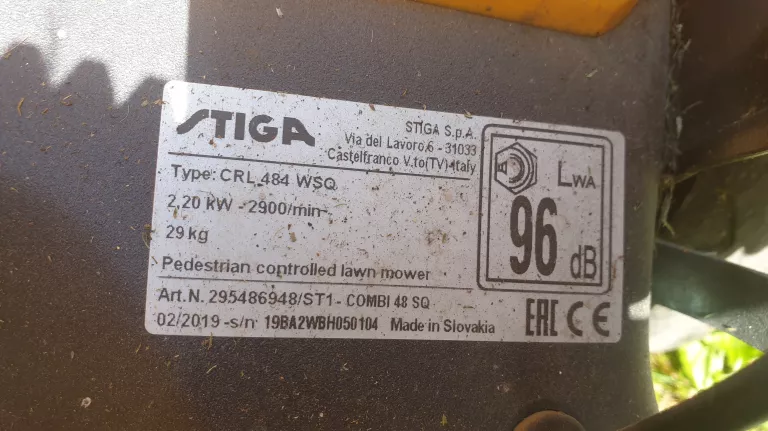 STIGA
STIGA S.p.A.
Via del Lavoro,6 - 31033
Castelfranco V.to(TV)-Italy
Type: CRL 484 WSQ
2,20 kW - 2900/min
29 kg
Pedestrian controlled lawn mower
Art.N. 295486948/ST1 - COMBI 48 SQ
02/2019 -s/n 19BA2WBH050104 Made in Slovakia
LWA
96 dB
EAC CE